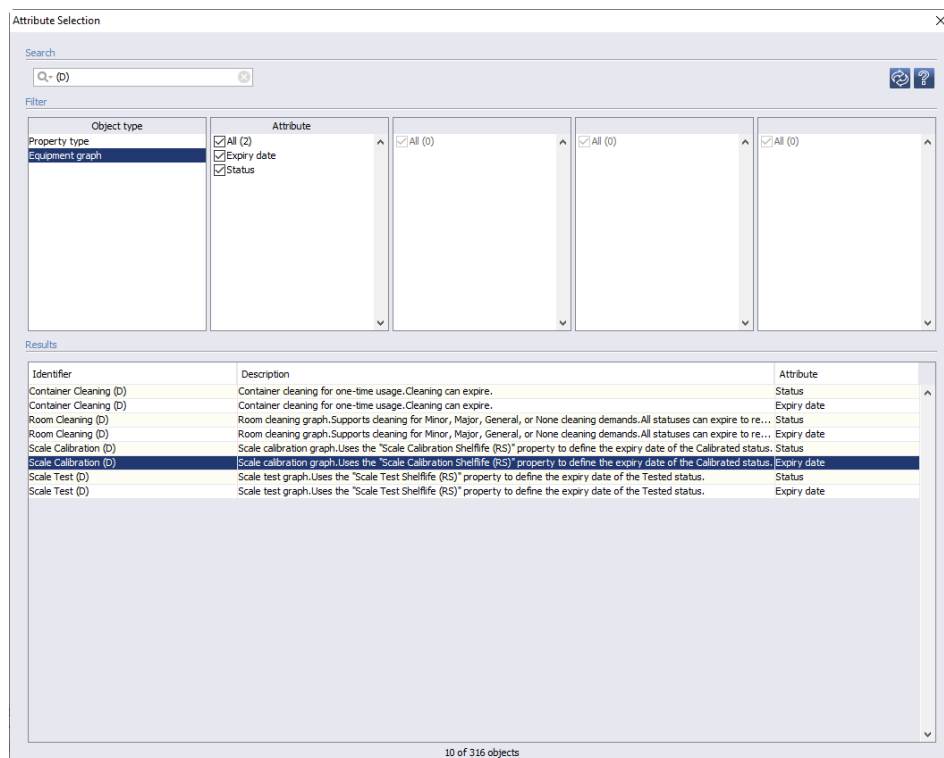 Attribute Selection
Search
(D)
Filter
Object type
Property type
Equipment graph
Attribute
All (2)
Expiry date
Status
All (0)
All (0)
All (0)
Results
Identifier Description Attribute
Container Cleaning (D) Container cleaning for one-time usage.Cleaning can expire. Status
Container Cleaning (D) Container cleaning for one-time usage.Cleaning can expire. Expiry date
Room Cleaning (D) Room cleaning graph.Supports cleaning for Minor, Major, General, or None cleaning demands.All statuses can expire to re... Status
Room Cleaning (D) Room cleaning graph.Supports cleaning for Minor, Major, General, or None cleaning demands.All statuses can expire to re... Expiry date
Scale Calibration (D) Scale calibration graph.Uses the "Scale Calibration Shelflife (RS)" property to define the expiry date of the Calibrated status. Status
Scale Calibration (D) Scale calibration graph.Uses the "Scale Calibration Shelflife (RS)" property to define the expiry date of the Calibrated status. Expiry date
Scale Test (D) Scale test graph.Uses the "Scale Test Shelflife (RS)" property to define the expiry date of the Tested status. Status
Scale Test (D) Scale test graph.Uses the "Scale Test Shelflife (RS)" property to define the expiry date of the Tested status. Expiry date
10 of 316 objects